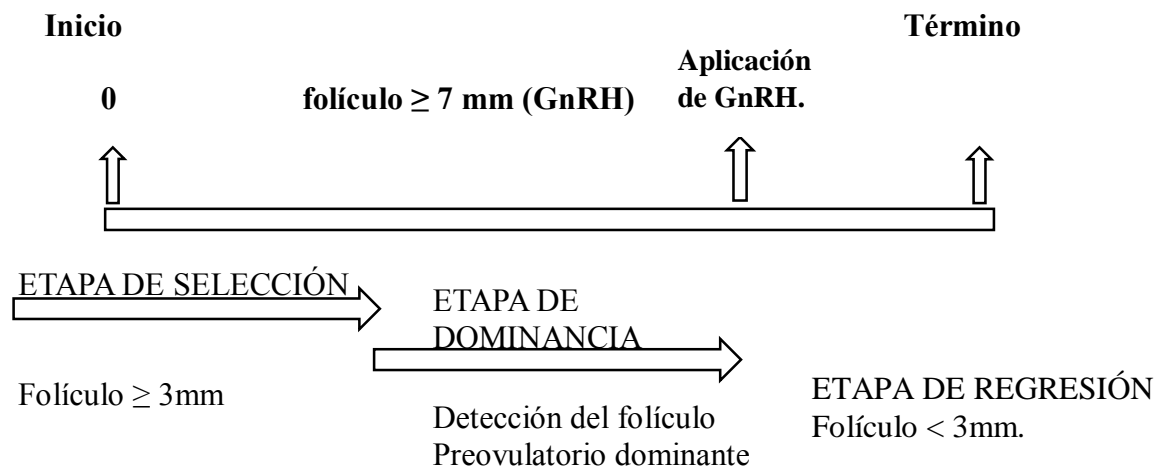 Inicio
Término
Aplicación
de GnRH.
0
folículo ≥ 7 mm (GnRH)
ETAPA DE SELECCIÓN
ETAPA DE
DOMINANCIA
Folículo ≥ 3mm
Detección del folículo
Preovulatorio dominante
ETAPA DE REGRESIÓN
Folículo < 3mm.